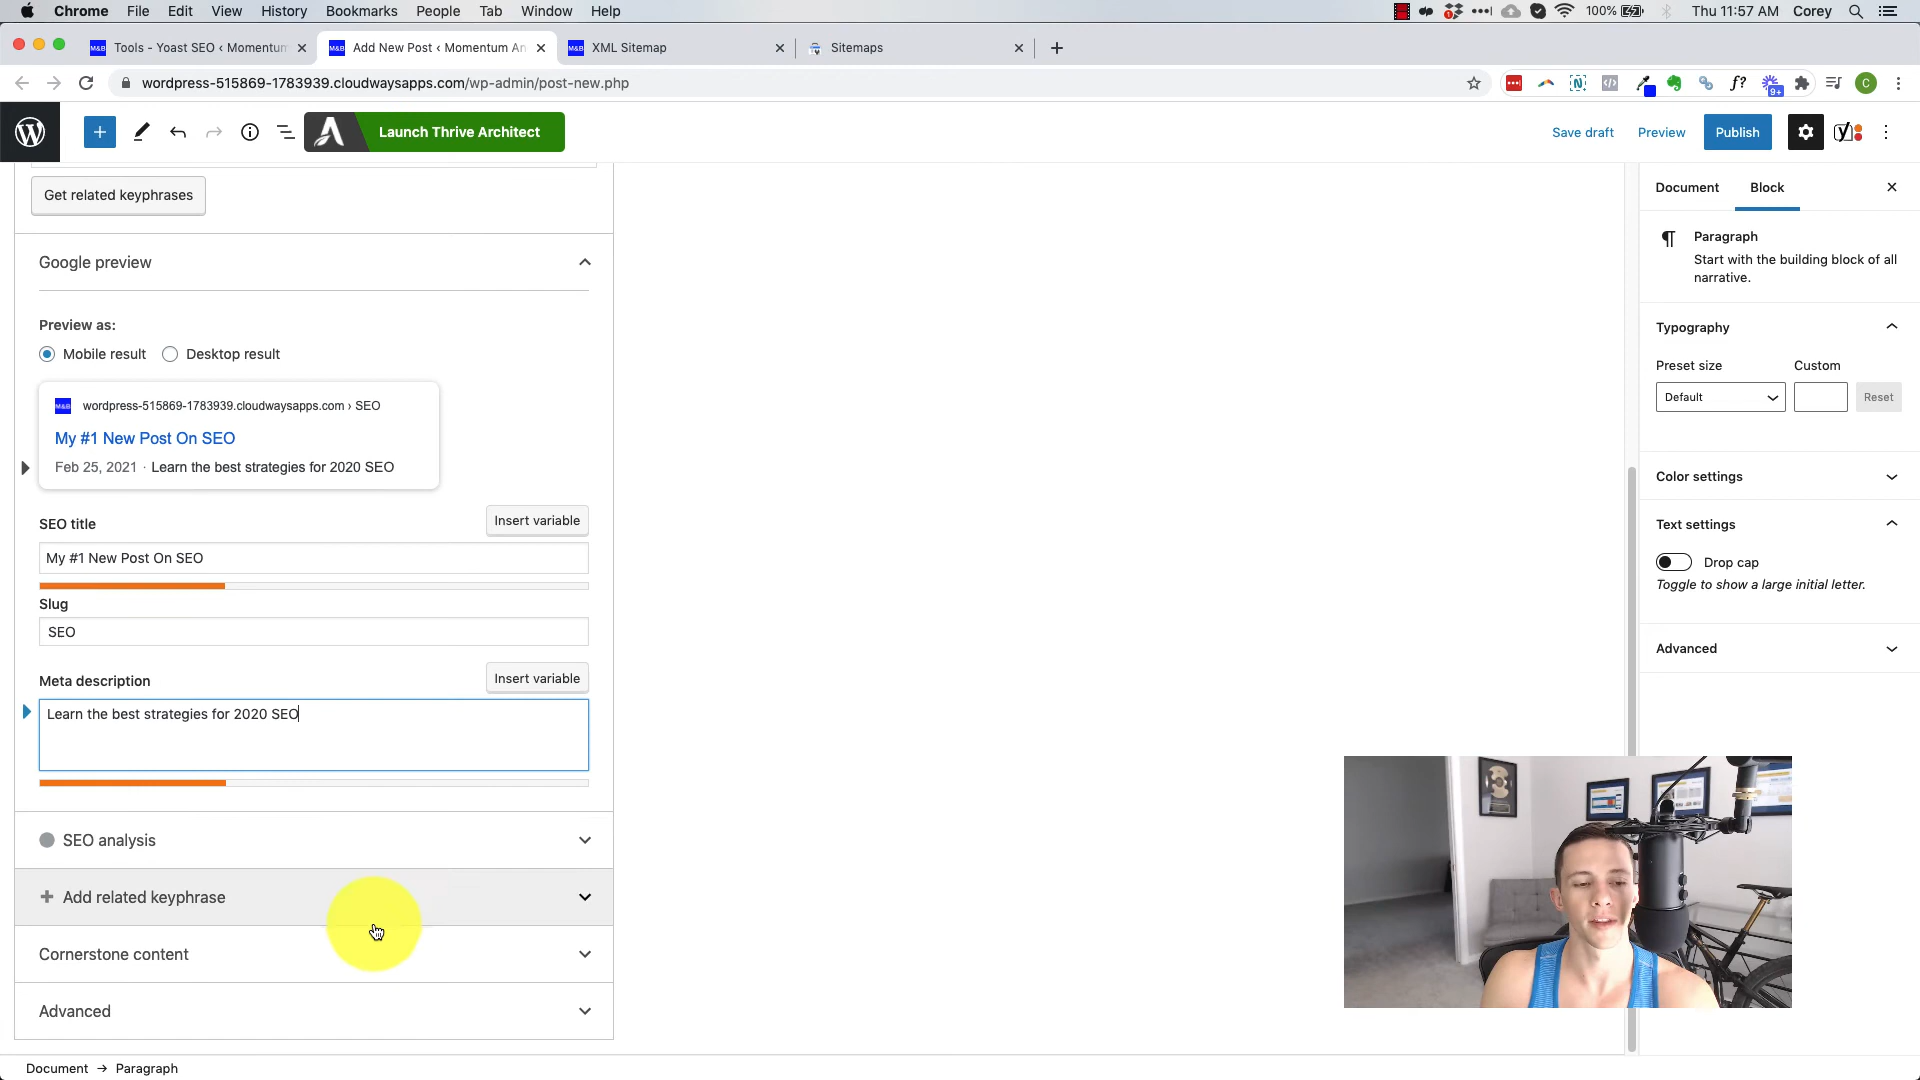 Chrome File Edit View History Bookmarks People Tab Window Help 100% Thu 11:57 AM Corey
Tools - Yoast SEO ‹ Momentum
Add New Post ‹ Momentum An
XML Sitemap
Sitemaps
wordpress-515869-1783939.cloudwaysapps.com/wp-admin/post-new.php
Launch Thrive Architect
Save draft
Preview
Publish
Get related keyphrases
Google preview
Preview as:
Mobile result
Desktop result
M&B wordpress-515869-1783939.cloudwaysapps.com › SEO
My #1 New Post On SEO
Feb 25, 2021 · Learn the best strategies for 2020 SEO
SEO title
Insert variable
My #1 New Post On SEO
Slug
SEO
Meta description
Insert variable
Learn the best strategies for 2020 SEO
SEO analysis
Add related keyphrase
Cornerstone content
Advanced
Document → Paragraph
Document
Block
Paragraph
Start with the building block of all
narrative.
Typography
Preset size
Custom
Default
Reset
Color settings
Text settings
Drop cap
Toggle to show a large initial letter.
Advanced